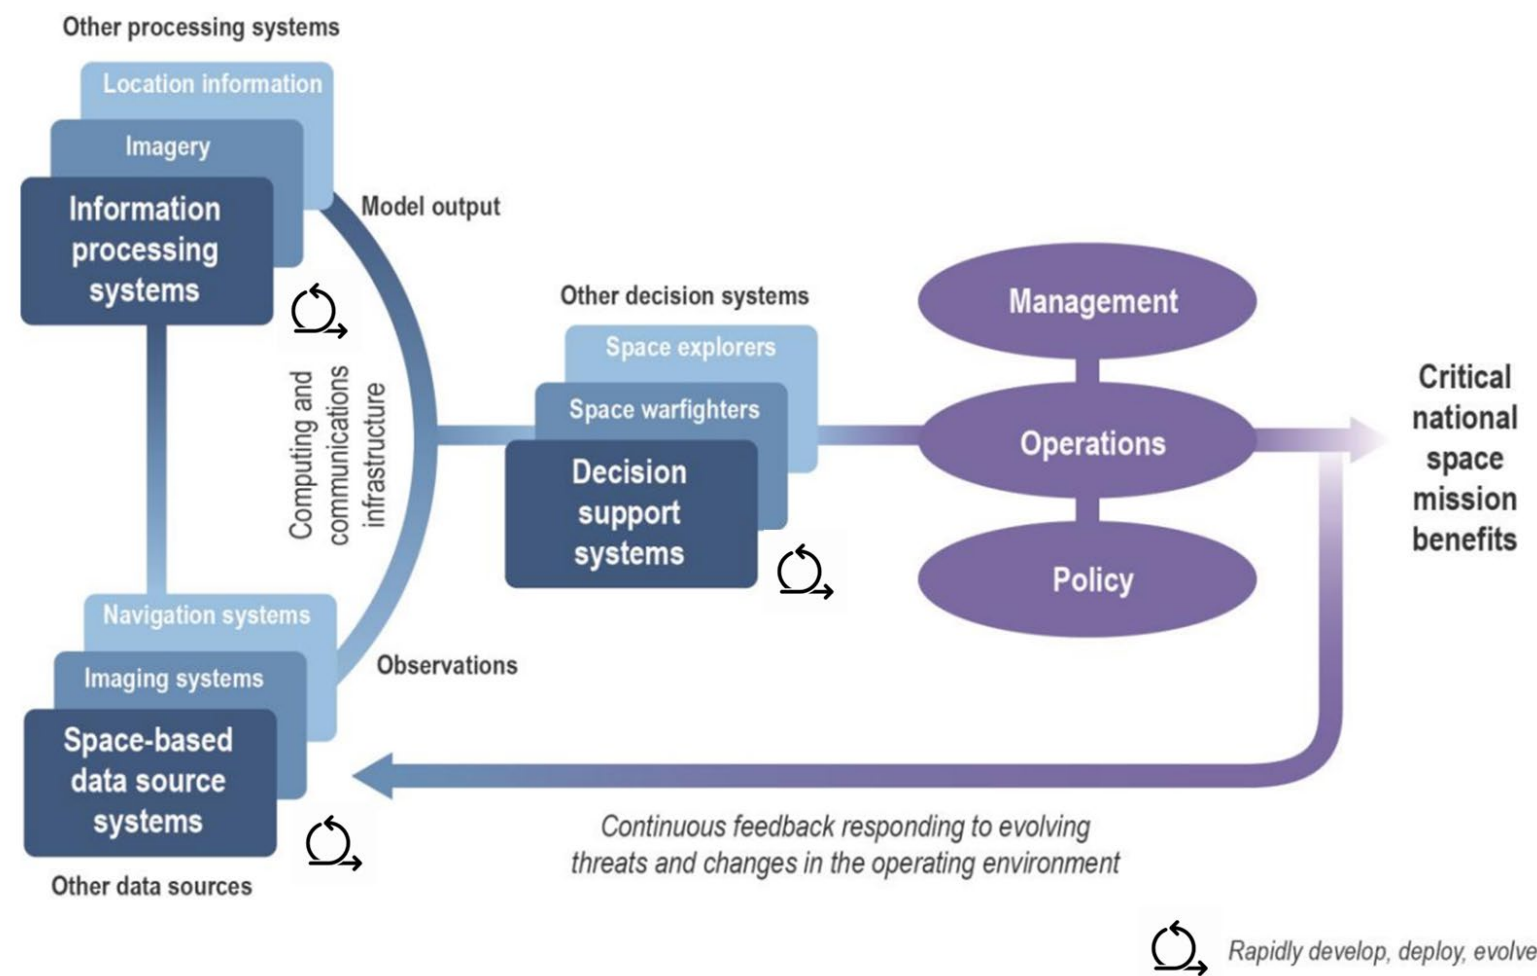 Other processing systems
Location information
Imagery
Information
processing
systems
Model output
Computing and
communications
infrastructure
Navigation systems
Imaging systems
Space-based
data source
systems
Other data sources
Observations
Other decision systems
Space explorers
Space warfighters
Decision
support
systems
Management
Operations
Policy
Critical
national
space
mission
benefits
Continuous feedback responding to evolving
threats and changes in the operating environment
Rapidly develop, deploy, evolve